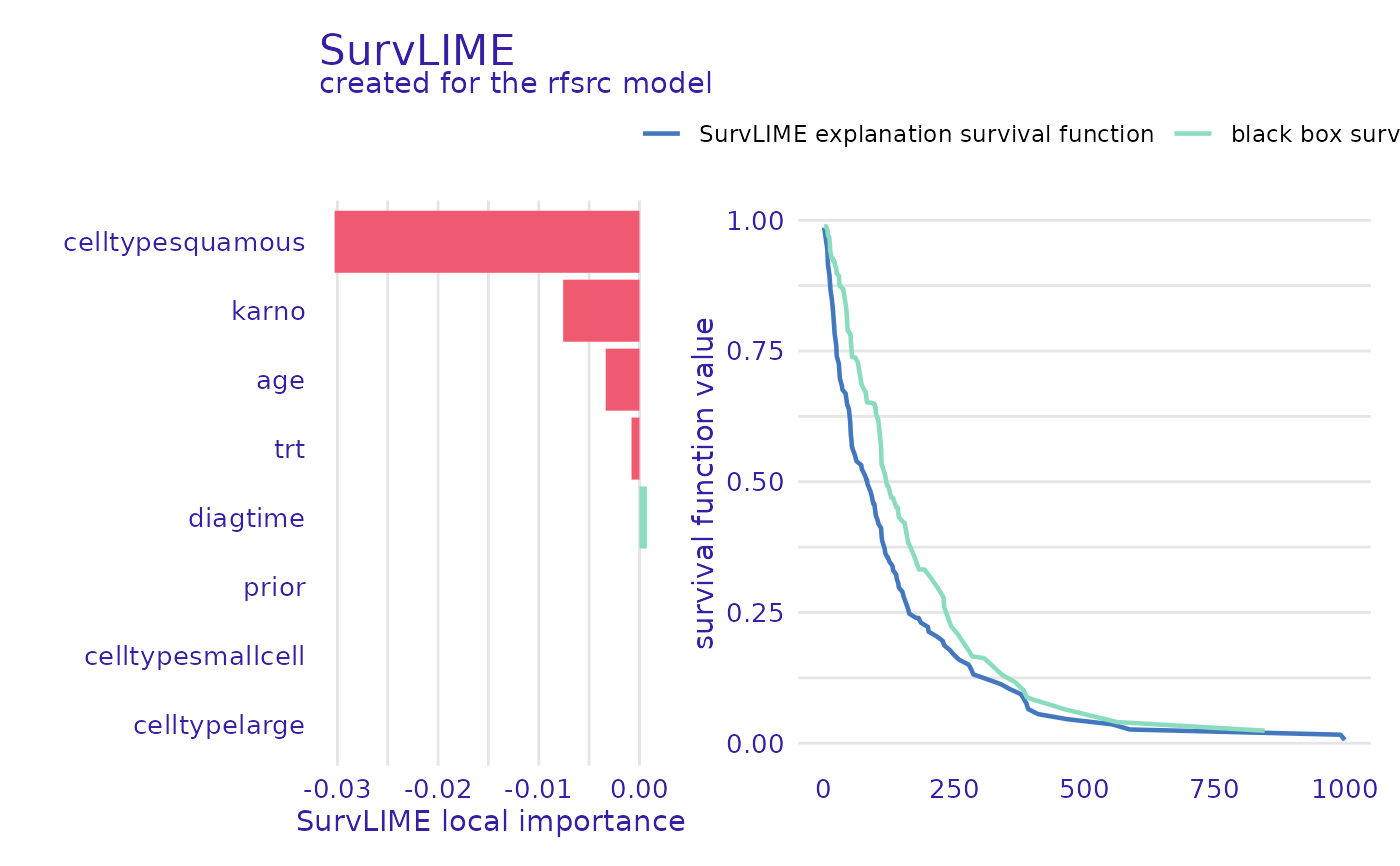 SurvLIME
created for the rfsrc model
SurvLIME explanation survival function
black box surv
celltypesquamous
karno
age
trt
diagtime
prior
celltypesmallcell
celltypelarge
-0.03 -0.02 -0.01 0.00
SurvLIME local importance
survival function value
1.00
0.75
0.50
0.25
0.00
0 250 500 750 1000